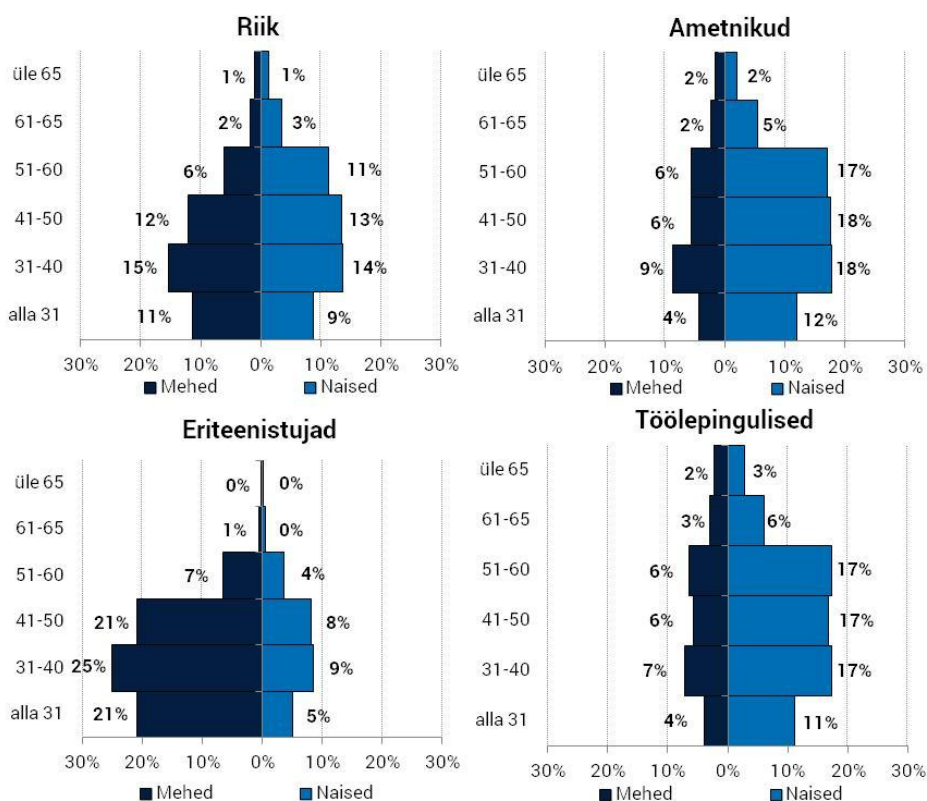 Riik
üle 65 1% 1%
61-65 2% 3%
51-60 6% 11%
41-50 12% 13%
31-40 15% 14%
alla 31 11% 9%
30% 20% 10% 0% 10% 20% 30%
Mehed Naised
Ametnikud
üle 65 2% 2%
61-65 2% 5%
51-60 6% 17%
41-50 6% 18%
31-40 9% 18%
alla 31 4% 12%
30% 20% 10% 0% 10% 20% 30%
Mehed Naised
Eriteenistujad
üle 65 0% 0%
61-65 1% 0%
51-60 7% 4%
41-50 21% 8%
31-40 25% 9%
alla 31 21% 5%
30% 20% 10% 0% 10% 20% 30%
Mehed Naised
Töölepingulised
üle 65 2% 3%
61-65 3% 6%
51-60 6% 17%
41-50 6% 17%
31-40 7% 17%
alla 31 4% 11%
30% 20% 10% 0% 10% 20% 30%
Mehed Naised